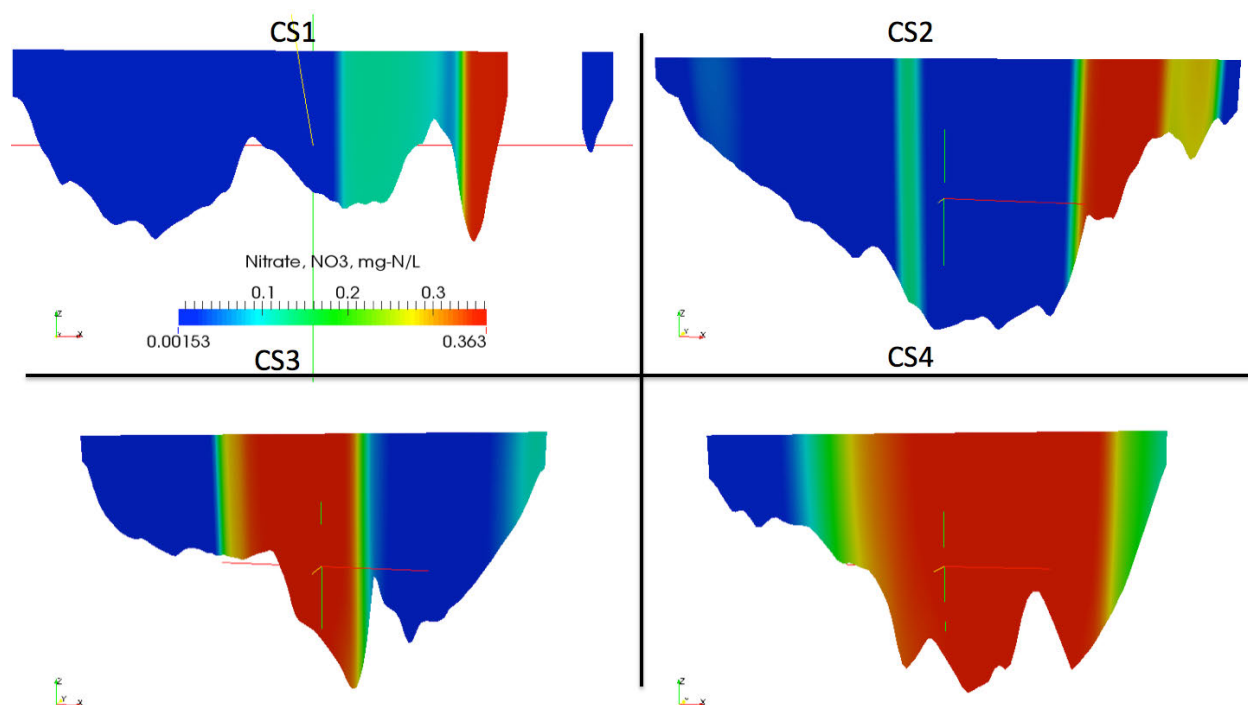 CS1
CS2
Nitrate, NO3, mg-N/L
0.1 0.2 0.3
0.00153 0.363
Z
X
Z
Y
X
CS3
CS4
Z
Y
X
Z
X